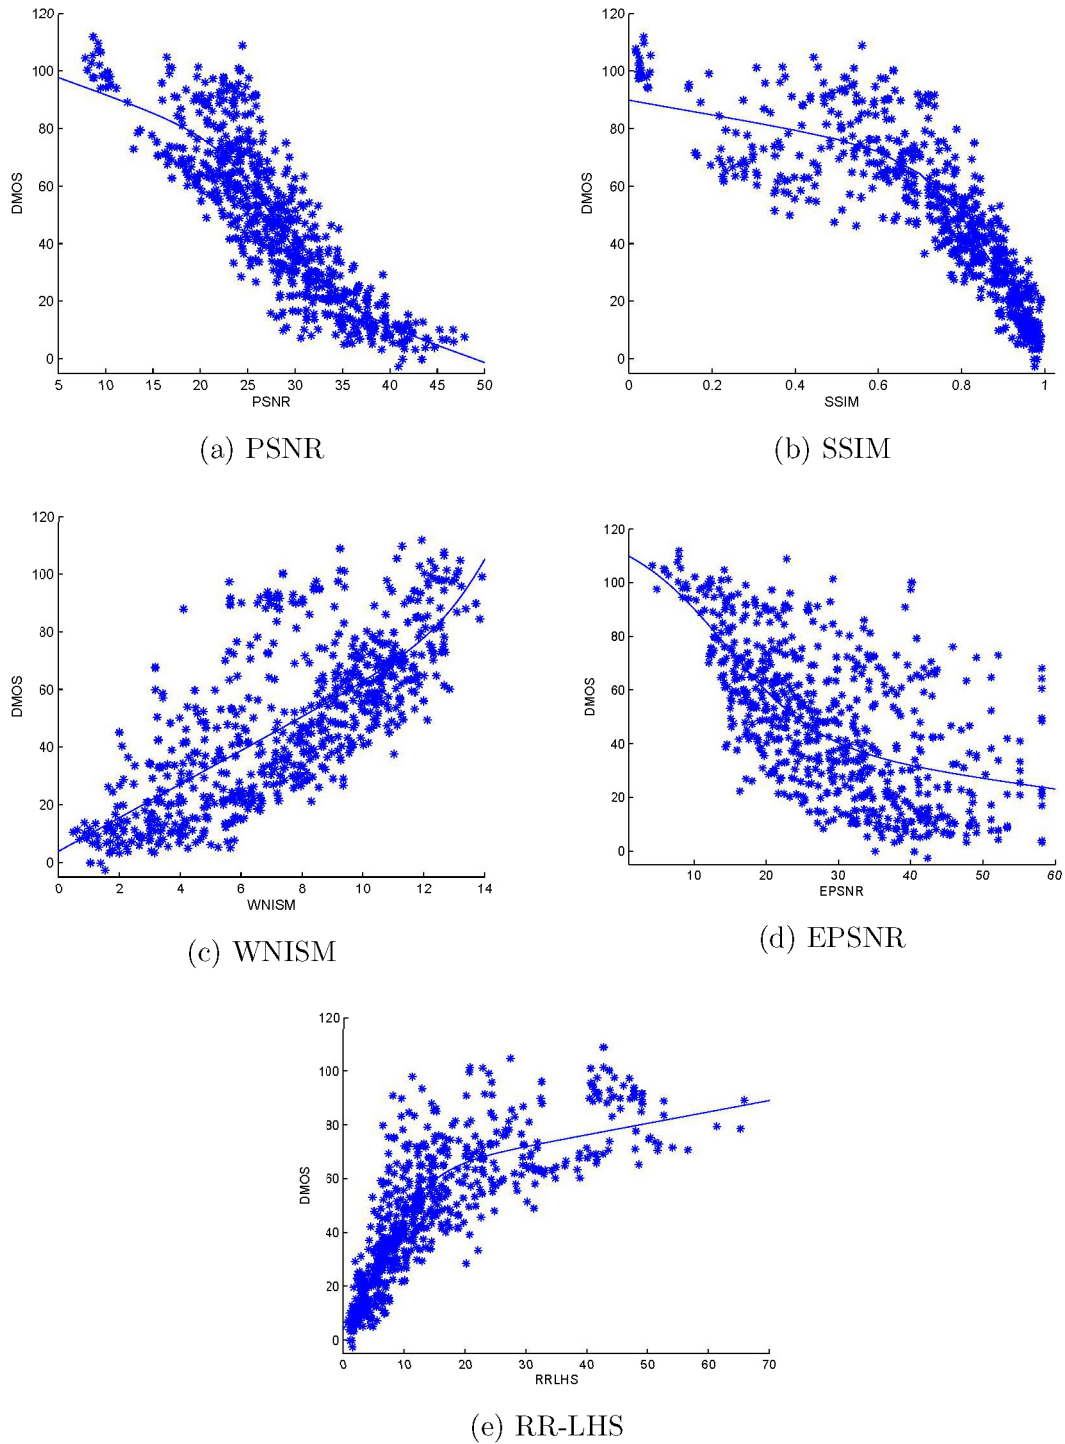 120
100
80
60
40
20
0
DMOS
5 10 15 20 25 30 35 40 45 50
PSNR
(a) PSNR
120
100
80
60
40
20
0
DMOS
0 0.2 0.4 0.6 0.8 1
SSIM
(b) SSIM
120
100
80
60
40
20
0
DMOS
0 2 4 6 8 10 12 14
WNISM
(c) WNISM
120
100
80
60
40
20
0
DMOS
10 20 30 40 50 60
EPSNR
(d) EPSNR
120
100
80
60
40
20
0
DMOS
0 10 20 30 40 50 60 70
RRLHS
(e) RR-LHS